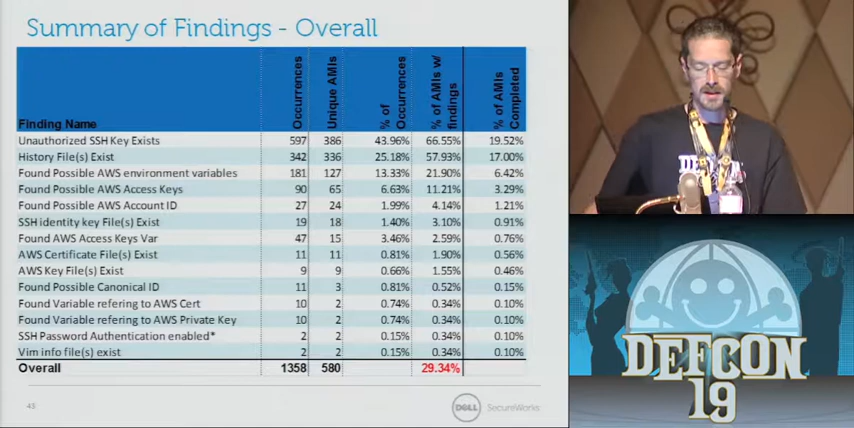 Summary of Findings - Overall
Finding Name Occurrences Unique AMIs % of Occurrences % of AMIs w/ findings % of AMIs Completed
Unauthorized SSH Key Exists 597 386 43.96% 66.55% 19.52%
History File(s) Exist 342 336 25.18% 57.93% 17.00%
Found Possible AWS environment variables 181 127 13.33% 21.90% 6.42%
Found Possible AWS Access Keys 90 65 6.63% 11.21% 3.29%
Found Possible AWS Account ID 27 24 1.99% 4.14% 1.21%
SSH identity key File(s) Exist 19 18 1.40% 3.10% 0.91%
Found AWS Access Keys Var 47 15 3.46% 2.59% 0.76%
AWS Certificate File(s) Exist 11 11 0.81% 1.90% 0.56%
AWS Key File(s) Exist 9 9 0.66% 1.55% 0.46%
Found Possible Canonical ID 11 3 0.81% 0.52% 0.15%
Found Variable refering to AWS Cert 10 2 0.74% 0.34% 0.10%
Found Variable refering to AWS Private Key 10 2 0.74% 0.34% 0.10%
SSH Password Authentication enabled* 2 2 0.15% 0.34% 0.10%
Vim info file(s) exist 2 2 0.15% 0.34% 0.10%
Overall 1358 580 29.34%
43
DELL SecureWorks
DEFCON
19